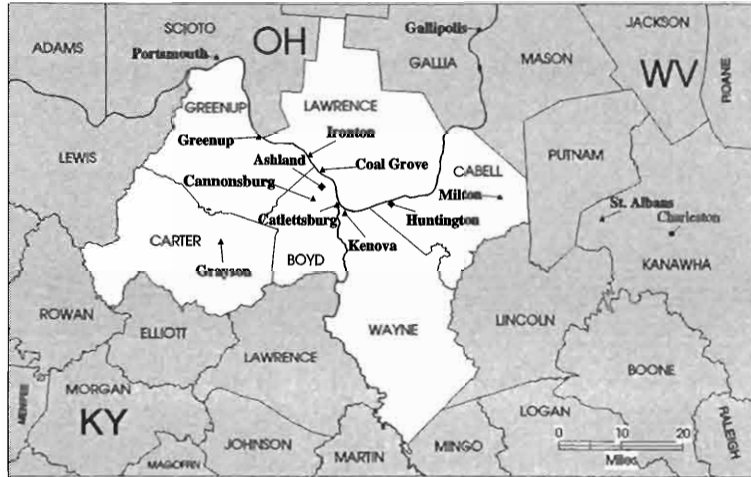 SCIOTO
JACKSON
ADAMS
OH
Gallipolis
Portsmouth
GALLIA
MASON
WV
ROANE
GREENUP
LAWRENCE
Greenup
Ironton
LEWIS
Ashland
Coal Grove
CABELL
PUTNAM
Cannonsburg
Milton
St. Albans
Catlettsburg
Huntington
Charleston
CARTER
Kenova
BOYD
KANAWHA
Grayson
ROWAN
WAYNE
LINCOLN
ELLIOTT
LAWRENCE
BOONE
MENIFEE
MORGAN
KY
LOGAN
RALEIGH
0 10 20
Miles
JOHNSON
MINGO
MARTIN
MAGOFFIN